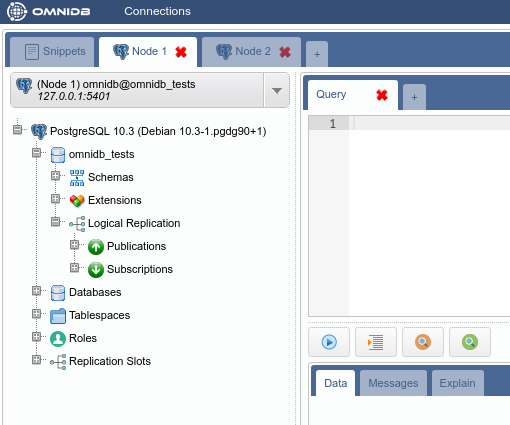 OMNIDB Connections
Snippets Node 1 Node 2 +
(Node 1) omnidb@omnidb_tests
127.0.0.1:5401
Query +
1
PostgreSQL 10.3 (Debian 10.3-1.pgdg90+1)
omnidb_tests
Schemas
Extensions
Logical Replication
Publications
Subscriptions
Databases
Tablespaces
Roles
Replication Slots
Data Messages Explain